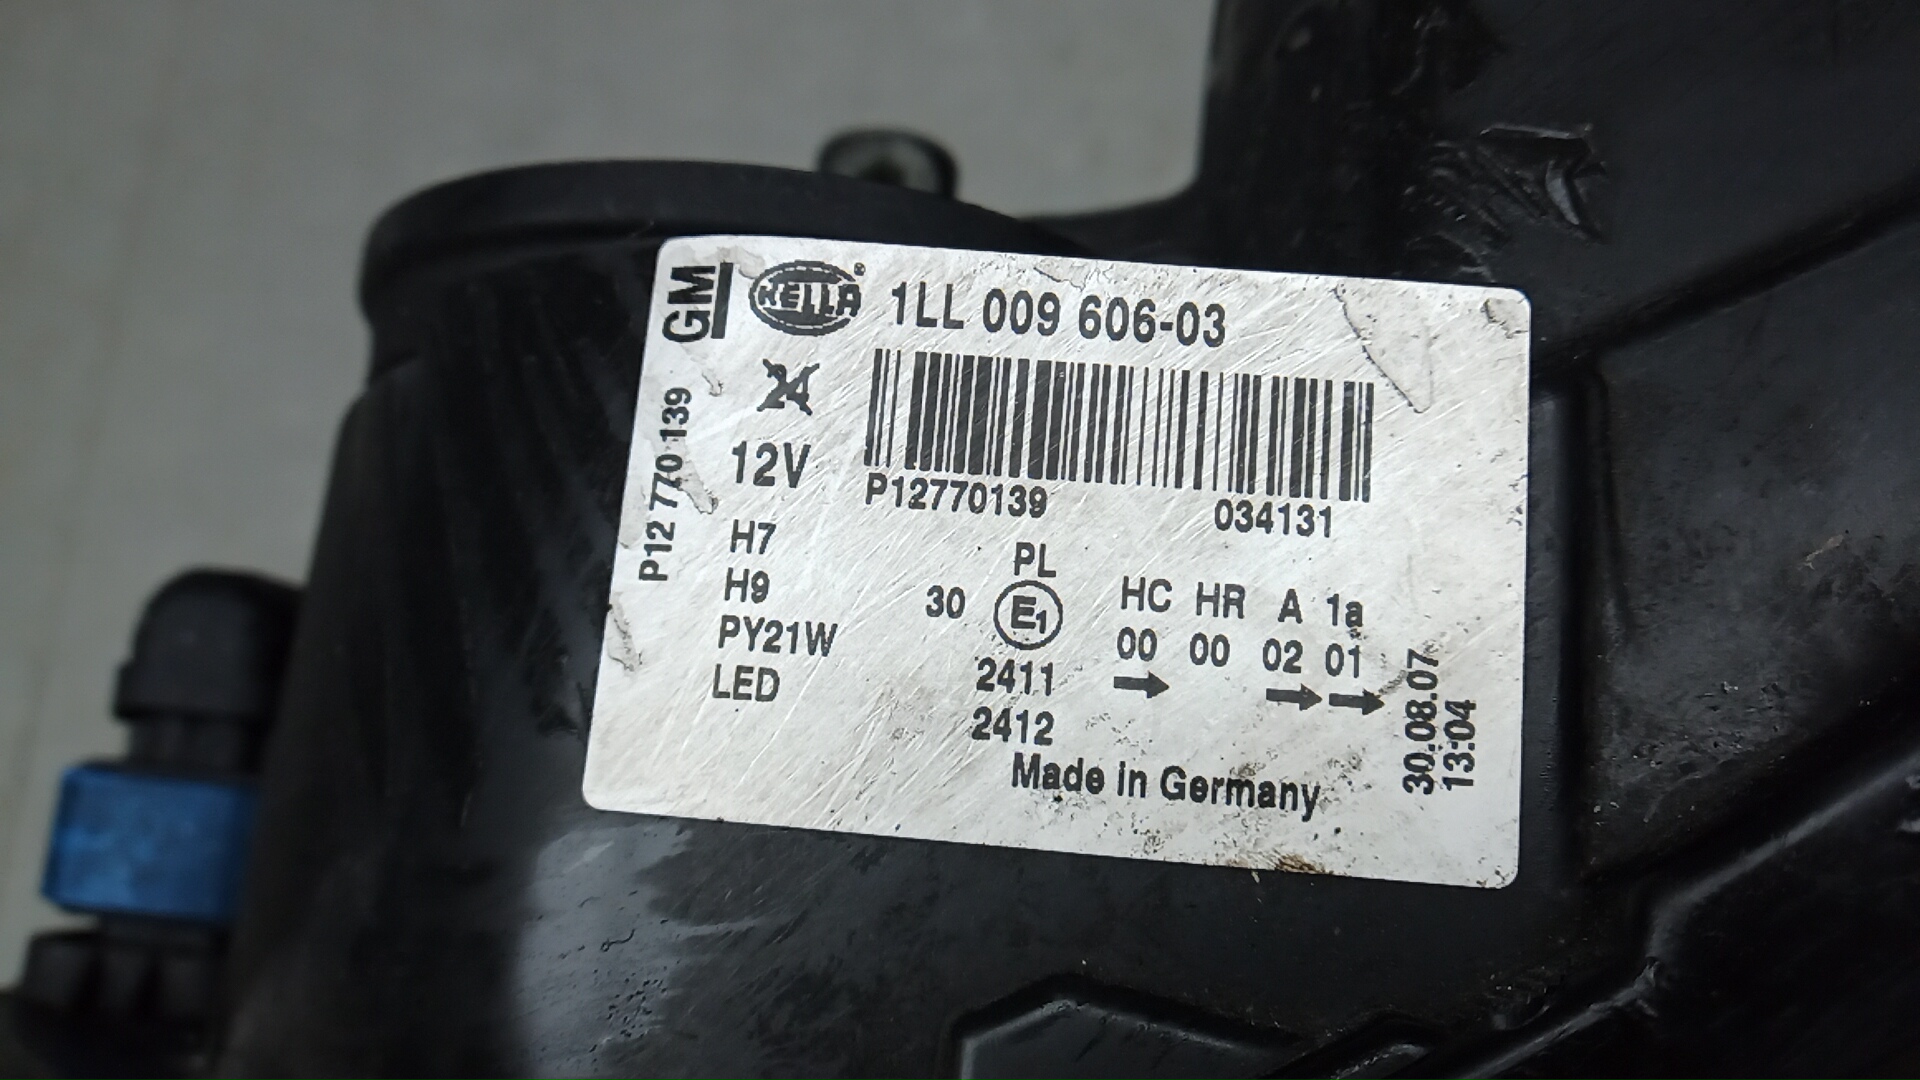 GM HELLA® 1LL 009 606-03
24
12V
P12 770 139
P12770139 034131
H7
H9
PY21W
LED
PL
30 E1 HC HR A 1a
00 00 02 01
2411 → → →
2412
Made in Germany
30.08.07
13:04